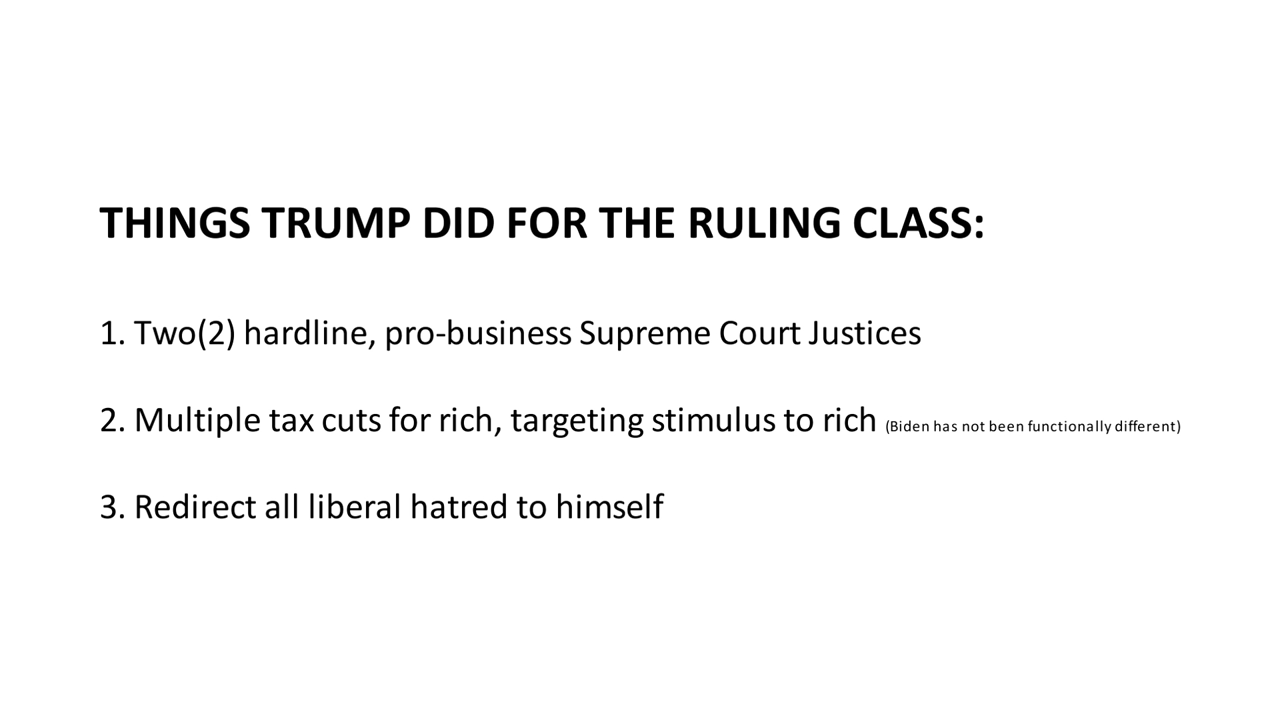 THINGS TRUMP DID FOR THE RULING CLASS:
1. Two(2) hardline, pro-business Supreme Court Justices
2. Multiple tax cuts for rich, targeting stimulus to rich (Biden has not been functionally different)
3. Redirect all liberal hatred to himself